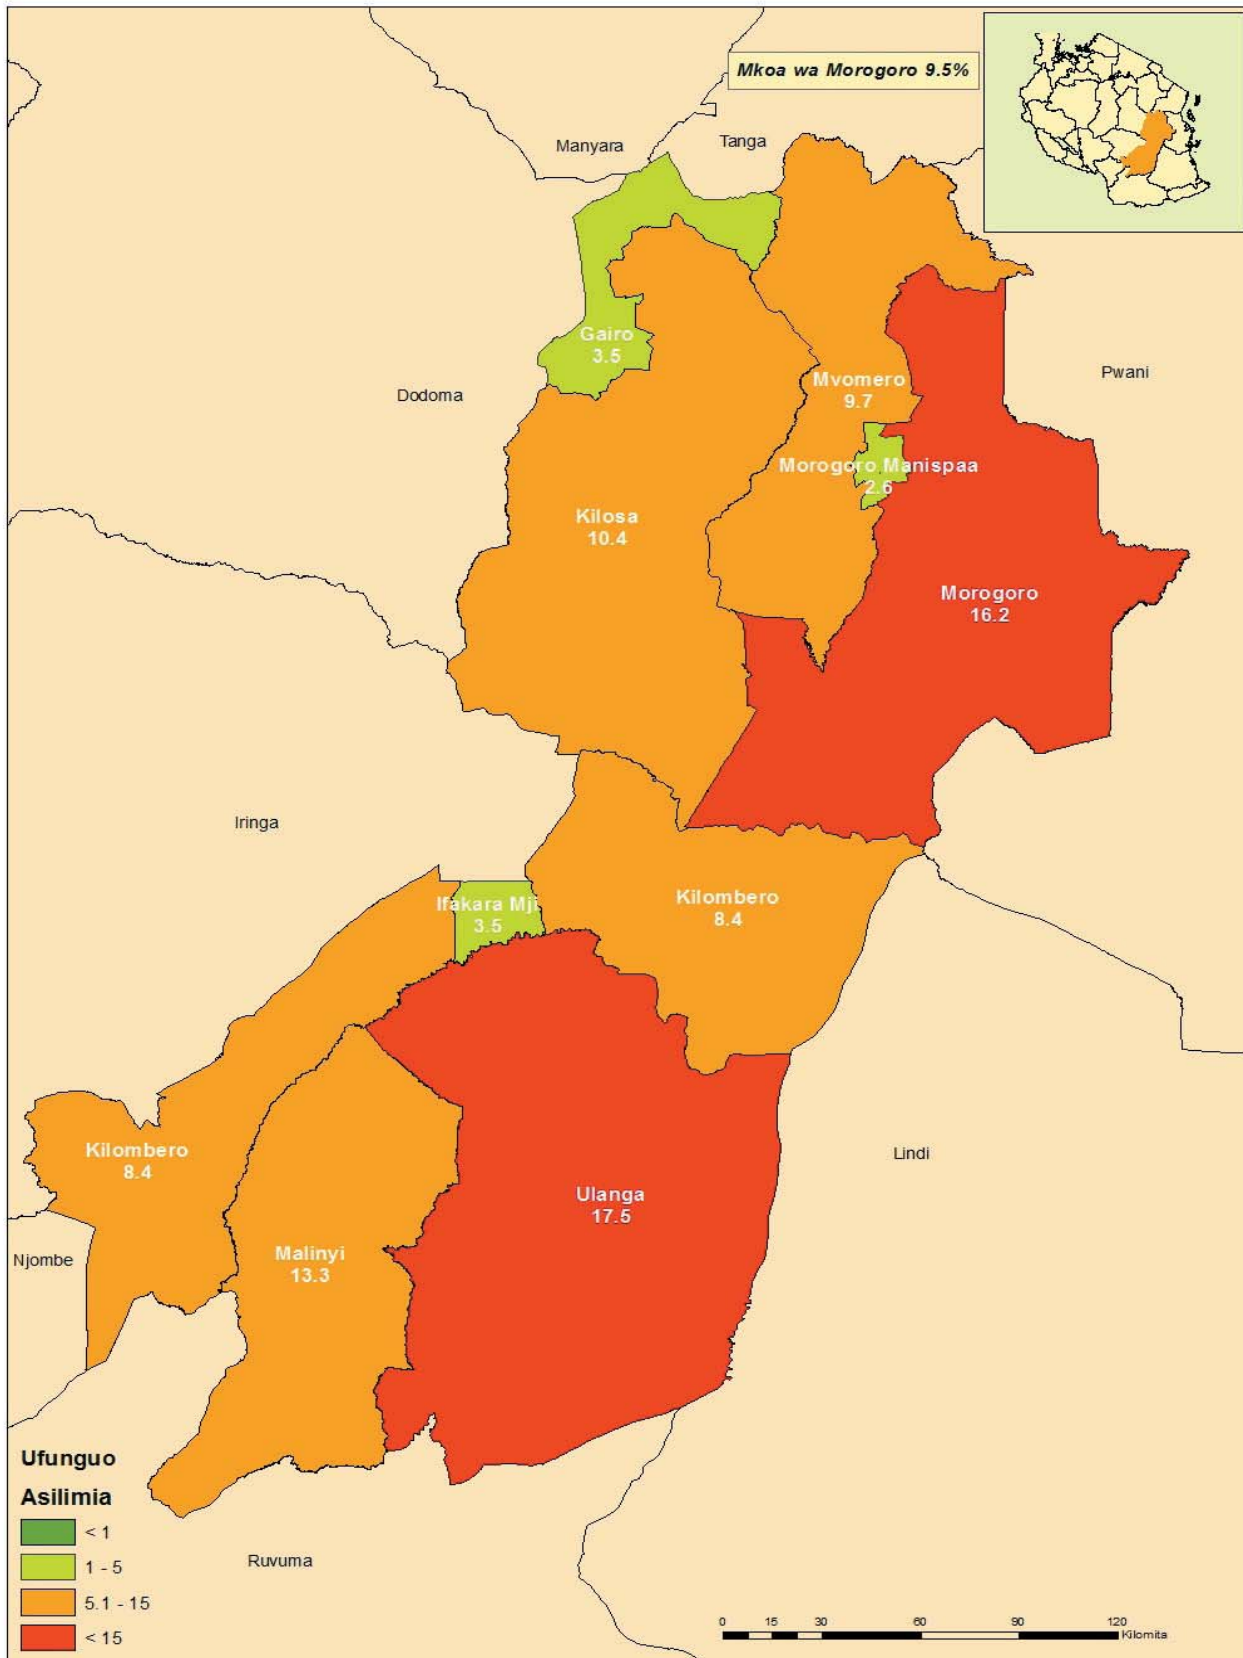 Mkoa wa Morogoro 9.5%
Manyara
Tanga
Gairo
3.5
Dodoma
Mvomero
9.7
Pwani
Morogoro Manispaa
2.6
Kilosa
10.4
Morogoro
16.2
Iringa
Ifakara Mji
3.5
Kilombero
8.4
Kilombero
8.4
Lindi
Ulanga
17.5
Njombe
Malinyi
13.3
Ruvuma
Ufunguo
Asilimia
< 1
1 - 5
5.1 - 15
< 15
0 15 30 60 90 120
Kilomita